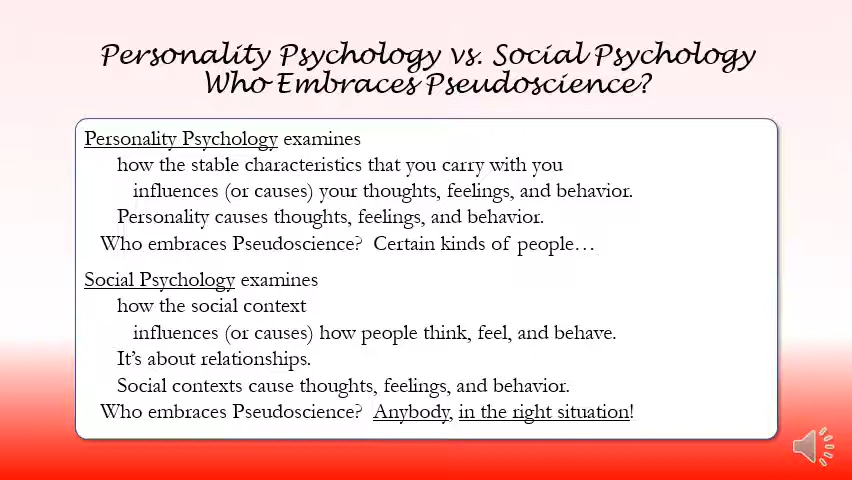 Personality Psychology vs. Social Psychology
Who Embraces Pseudoscience?
Personality Psychology examines
how the stable characteristics that you carry with you
influences (or causes) your thoughts, feelings, and behavior.
Personality causes thoughts, feelings, and behavior.
Who embraces Pseudoscience? Certain kinds of people…
Social Psychology examines
how the social context
influences (or causes) how people think, feel, and behave.
It's about relationships.
Social contexts cause thoughts, feelings, and behavior.
Who embraces Pseudoscience? Anybody, in the right situation!